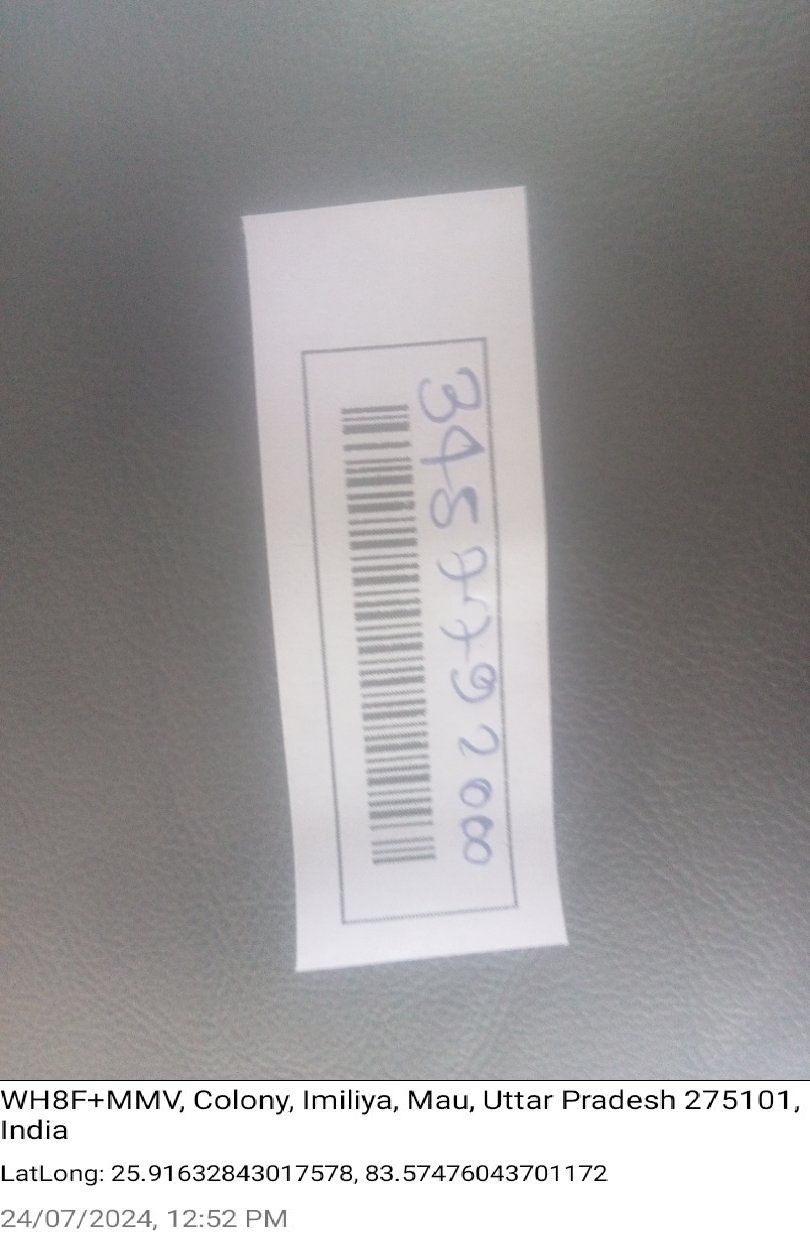 3487792000
WH8F+MMV, Colony, Imiliya, Mau, Uttar Pradesh 275101,
India
LatLong: 25.91632843017578, 83.57476043701172
24/07/2024, 12:52 PM